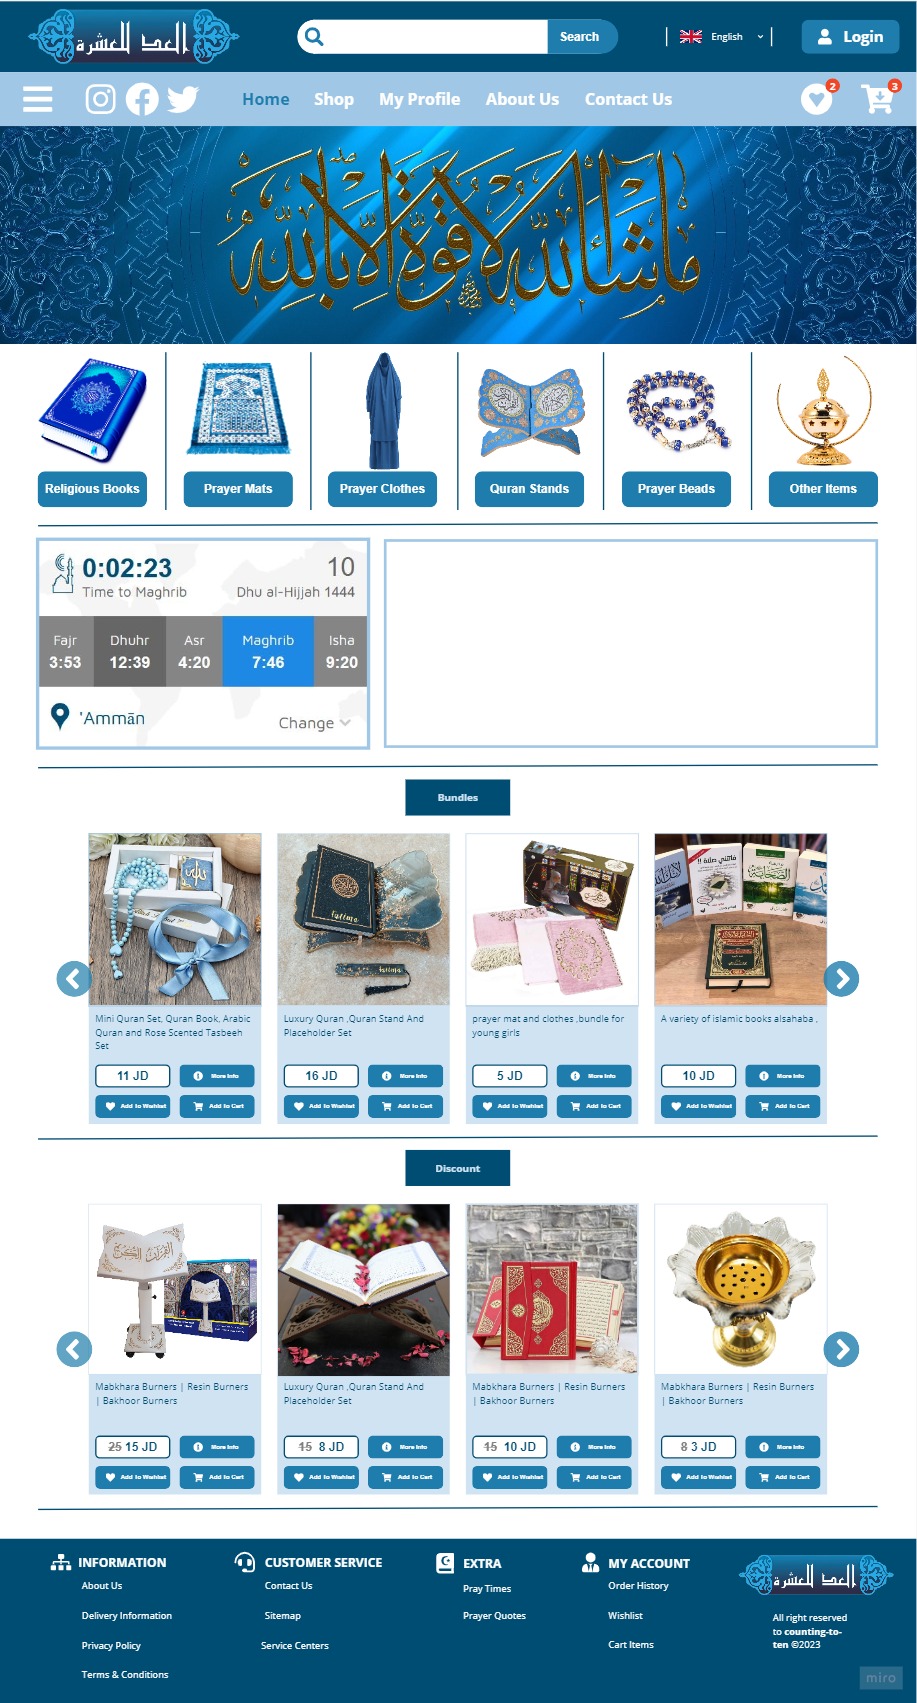 العد للعشرة
Search
English
Login
Home Shop My Profile About Us Contact Us
2
3
ماشاء الله لا قوة إلا بالله
Religious Books
Prayer Mats
Prayer Clothes
Quran Stands
Prayer Beads
Other Items
0:02:23
Time to Maghrib
10
Dhu al-Hijjah 1444
Fajr Dhuhr Asr Maghrib Isha
3:53 12:39 4:20 7:46 9:20
'Ammān
Change
Bundles
fatima
fatima
فاتتني صلاة !!
Mini Quran Set, Quran Book, Arabic
Quran and Rose Scented Tasbeeh
Set
11 JD
More Info
Add To Wishlist
Add To Cart
Luxury Quran ,Quran Stand And
Placeholder Set
16 JD
More Info
Add To Wishlist
Add To Cart
prayer mat and clothes ,bundle for
young girls
5 JD
More Info
Add To Wishlist
Add To Cart
A variety of islamic books alsahaba ,
10 JD
More Info
Add To Wishlist
Add To Cart
Discount
Mabkhara Burners | Resin Burners
| Bakhoor Burners
25 15 JD
More Info
Add To Wishlist
Add To Cart
Luxury Quran ,Quran Stand And
Placeholder Set
15 8 JD
More Info
Add To Wishlist
Add To Cart
Mabkhara Burners | Resin Burners
| Bakhoor Burners
15 10 JD
More Info
Add To Wishlist
Add To Cart
Mabkhara Burners | Resin Burners
| Bakhoor Burners
8 3 JD
More Info
Add To Wishlist
Add To Cart
INFORMATION
About Us
Delivery Information
Privacy Policy
Terms & Conditions
CUSTOMER SERVICE
Contact Us
Sitemap
Service Centers
EXTRA
Pray Times
Prayer Quotes
MY ACCOUNT
Order History
Wishlist
Cart Items
العد للعشرة
All right reserved
to counting-to-
ten ©2023
miro